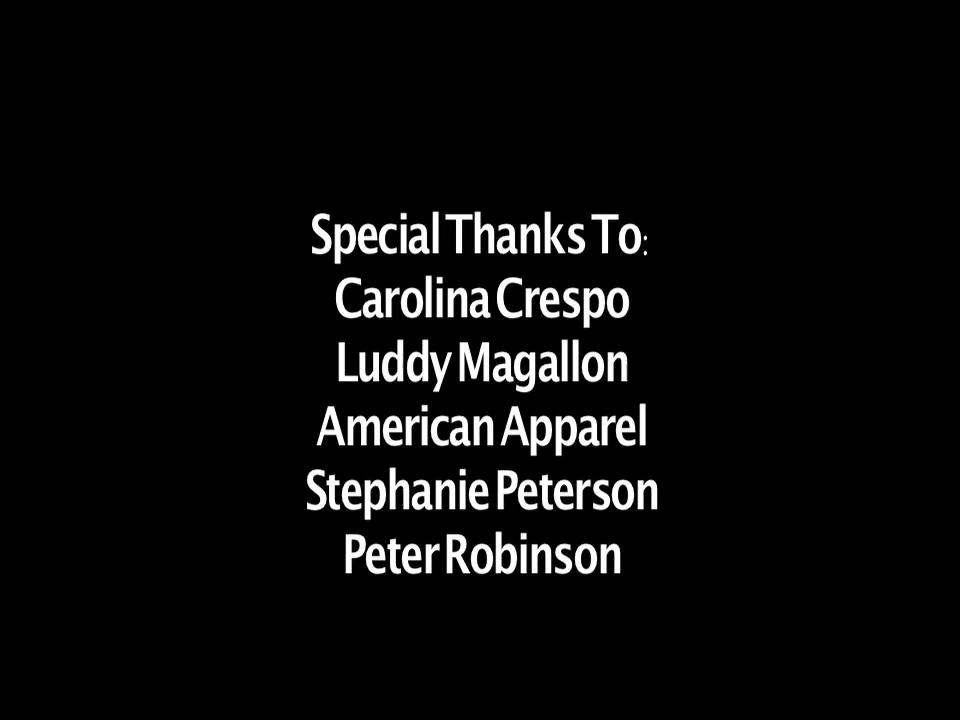 Special Thanks To:
Carolina Crespo
Luddy Magallon
American Apparel
Stephanie Peterson
Peter Robinson